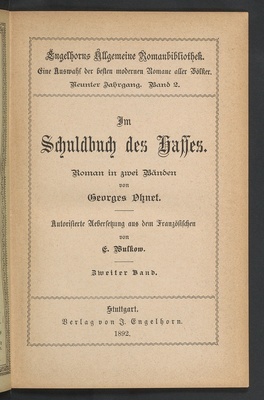 Engelhorns Allgemeine Romanbibliothek.
Eine Auswahl der besten modernen Romane aller Völker.
Neunter Jahrgang. Band 2.
Im
Schuldbuch des Hasses.
Roman in zwei Bänden
von
Georges Ohnet.
Autorisierte Uebersetzung aus dem Französischen
von
E. Wulkow.
Zweiter Band.
Stuttgart.
Verlag von J. Engelhorn.
1892.